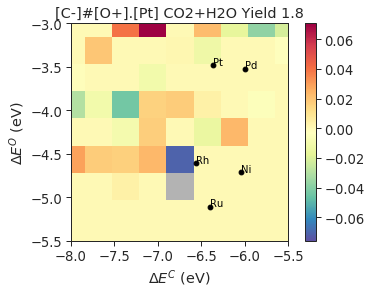 [C-]#[O+].[Pt] CO2+H2O Yield 1.8
−3.0
−3.5
−4.0
−4.5
−5.0
−5.5
ΔE^O (eV)
Pt
Pd
Rh
Mo
Ru
−8.0
−7.5
−7.0
−6.5
−6.0
−5.5
ΔE^C (eV)
0.06
0.04
0.02
0.00
−0.02
−0.04
−0.06